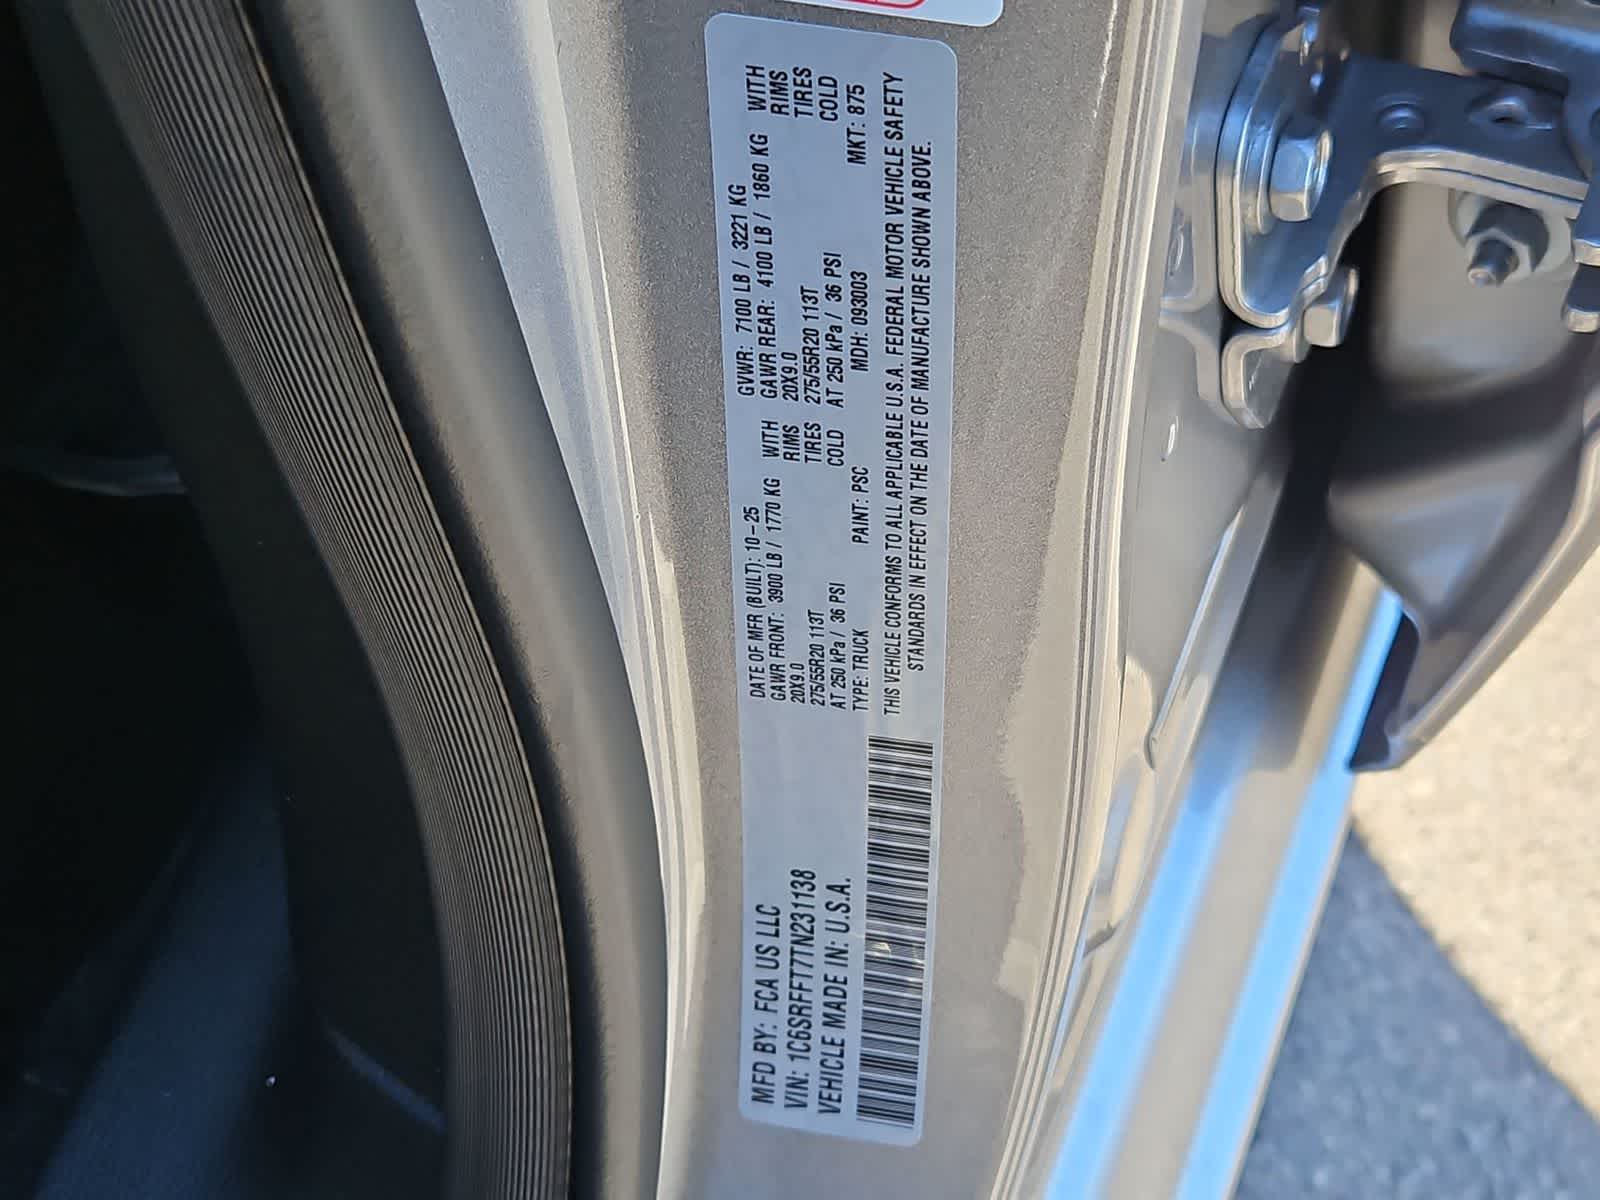 MFD BY: FCA US LLC
VIN: 1C6SRFFT7TN231138
VEHICLE MADE IN: U.S.A.
DATE OF MFR (BUILT): 10-25 GVWR: 7100 LB / 3221 KG
GAWR FRONT: 3900 LB / 1770 KG WITH GAWR REAR: 4100 LB / 1860 KG WITH
20X9.0 RIMS 20X9.0 RIMS
275/55R20 113T TIRES 275/55R20 113T TIRES
AT 250 kPa / 36 PSI COLD AT 250 kPa / 36 PSI COLD
TYPE: TRUCK PAINT: PSC MDH: 093003 MKT: 875
THIS VEHICLE CONFORMS TO ALL APPLICABLE U.S.A. FEDERAL MOTOR VEHICLE SAFETY
STANDARDS IN EFFECT ON THE DATE OF MANUFACTURE SHOWN ABOVE.